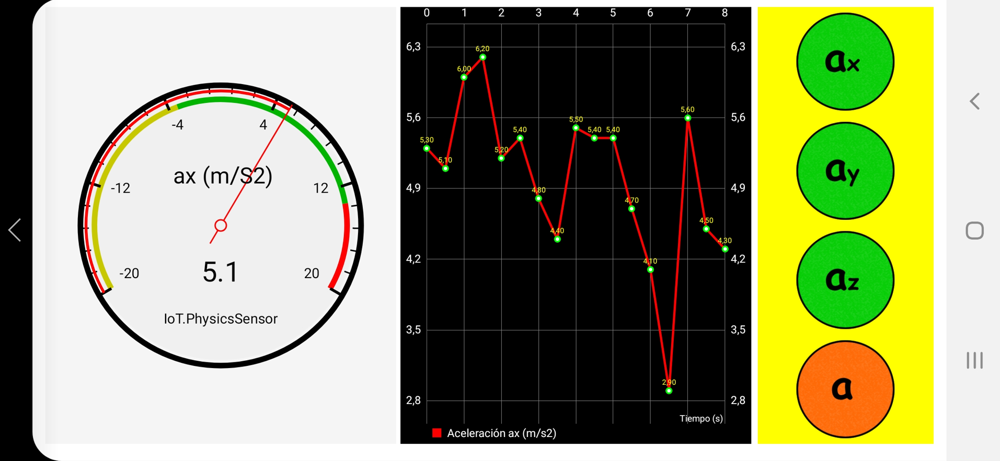 -4 4
ax (m/S2)
-12 12
5.1
-20 20
IoT.PhysicsSensor
0 1 2 3 4 5 6 7 8
6,3 6,3
5,6 5,6
4,9 4,9
4,2 4,2
3,5 3,5
2,8 2,8
5,30 5,10 6,00 6,20 5,20 5,40 4,80 4,40 5,50 5,40 5,40 4,70 4,10 2,90 5,60 4,50 4,30
Tiempo (s)
Aceleración ax (m/s2)
ax
ay
az
a